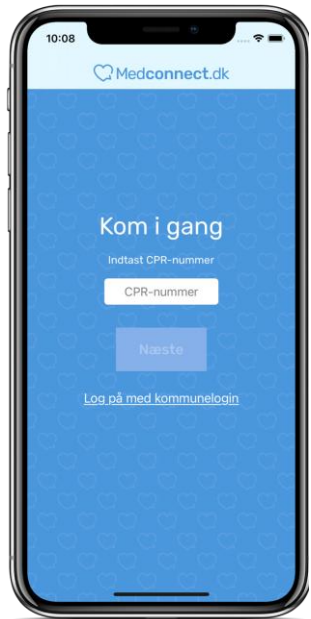 10:08
Medconnect.dk
Kom i gang
Indtast CPR-nummer
CPR-nummer
Næste
Log på med kommunelogin